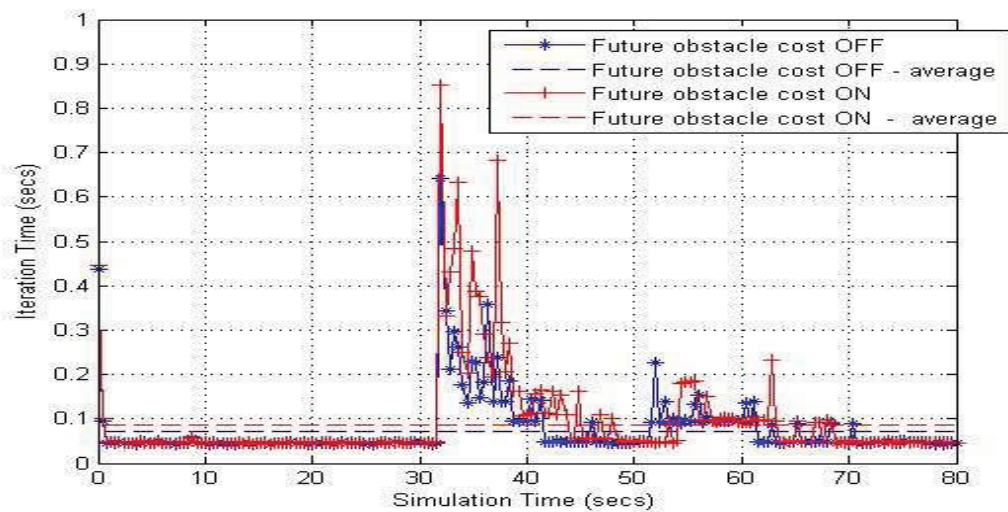 1
0.9
0.8
0.7
0.6
0.5
0.4
0.3
0.2
0.1
0
Iteration Time (secs)
Future obstacle cost OFF
Future obstacle cost OFF - average
Future obstacle cost ON
Future obstacle cost ON - average
0 10 20 30 40 50 60 70 80
Simulation Time (secs)